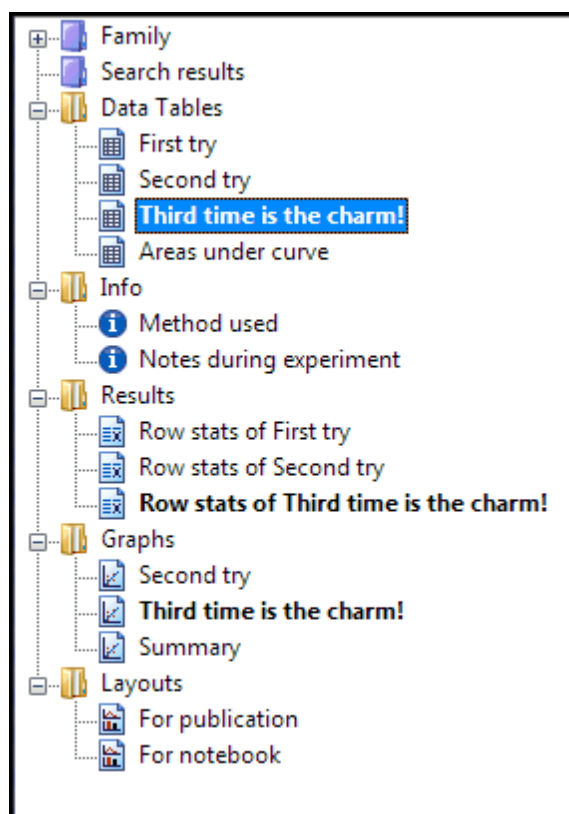 Family
Search results
Data Tables
First try
Second try
Third time is the charm!
Areas under curve
Info
Method used
Notes during experiment
Results
Row stats of First try
Row stats of Second try
Row stats of Third time is the charm!
Graphs
Second try
Third time is the charm!
Summary
Layouts
For publication
For notebook